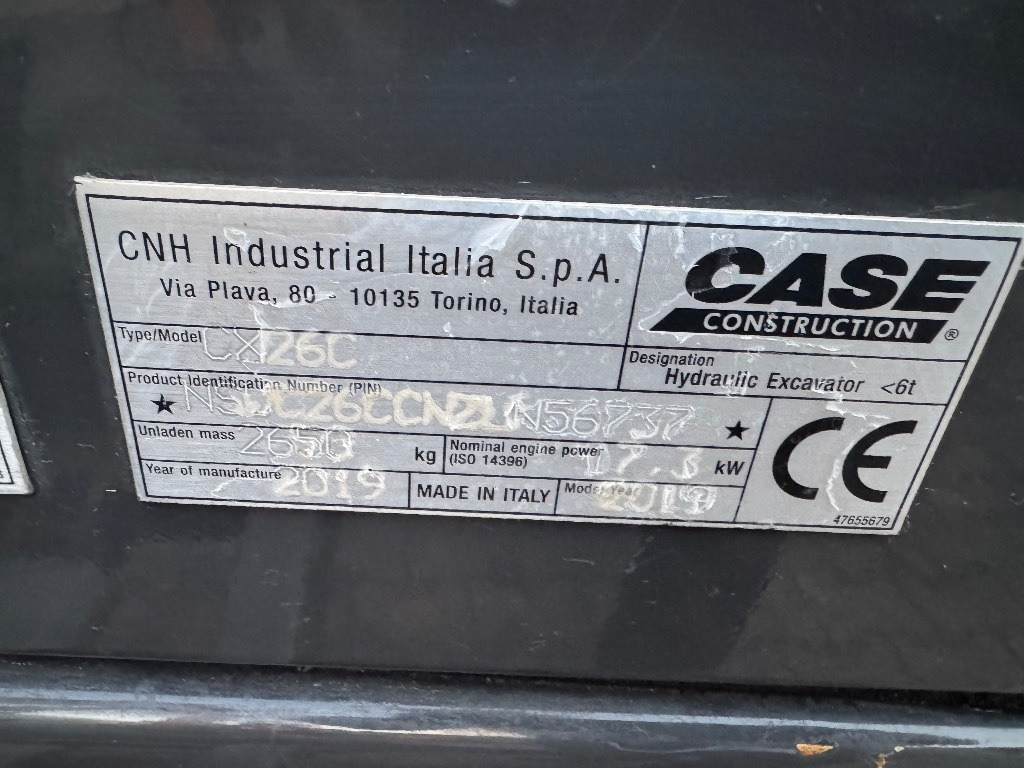 CNH Industrial Italia S.p.A.
Via Plava, 80 - 10135 Torino, Italia
CASE
CONSTRUCTION ®
Type/Model CX26C
Designation
Hydraulic Excavator <6t
Product Identification Number (PIN)
Unladen mass 2650 kg
Nominal engine power
(ISO 14396) 17.3 kW
Year of manufacture 2019
MADE IN ITALY
Model Year 2019
CE
47655679